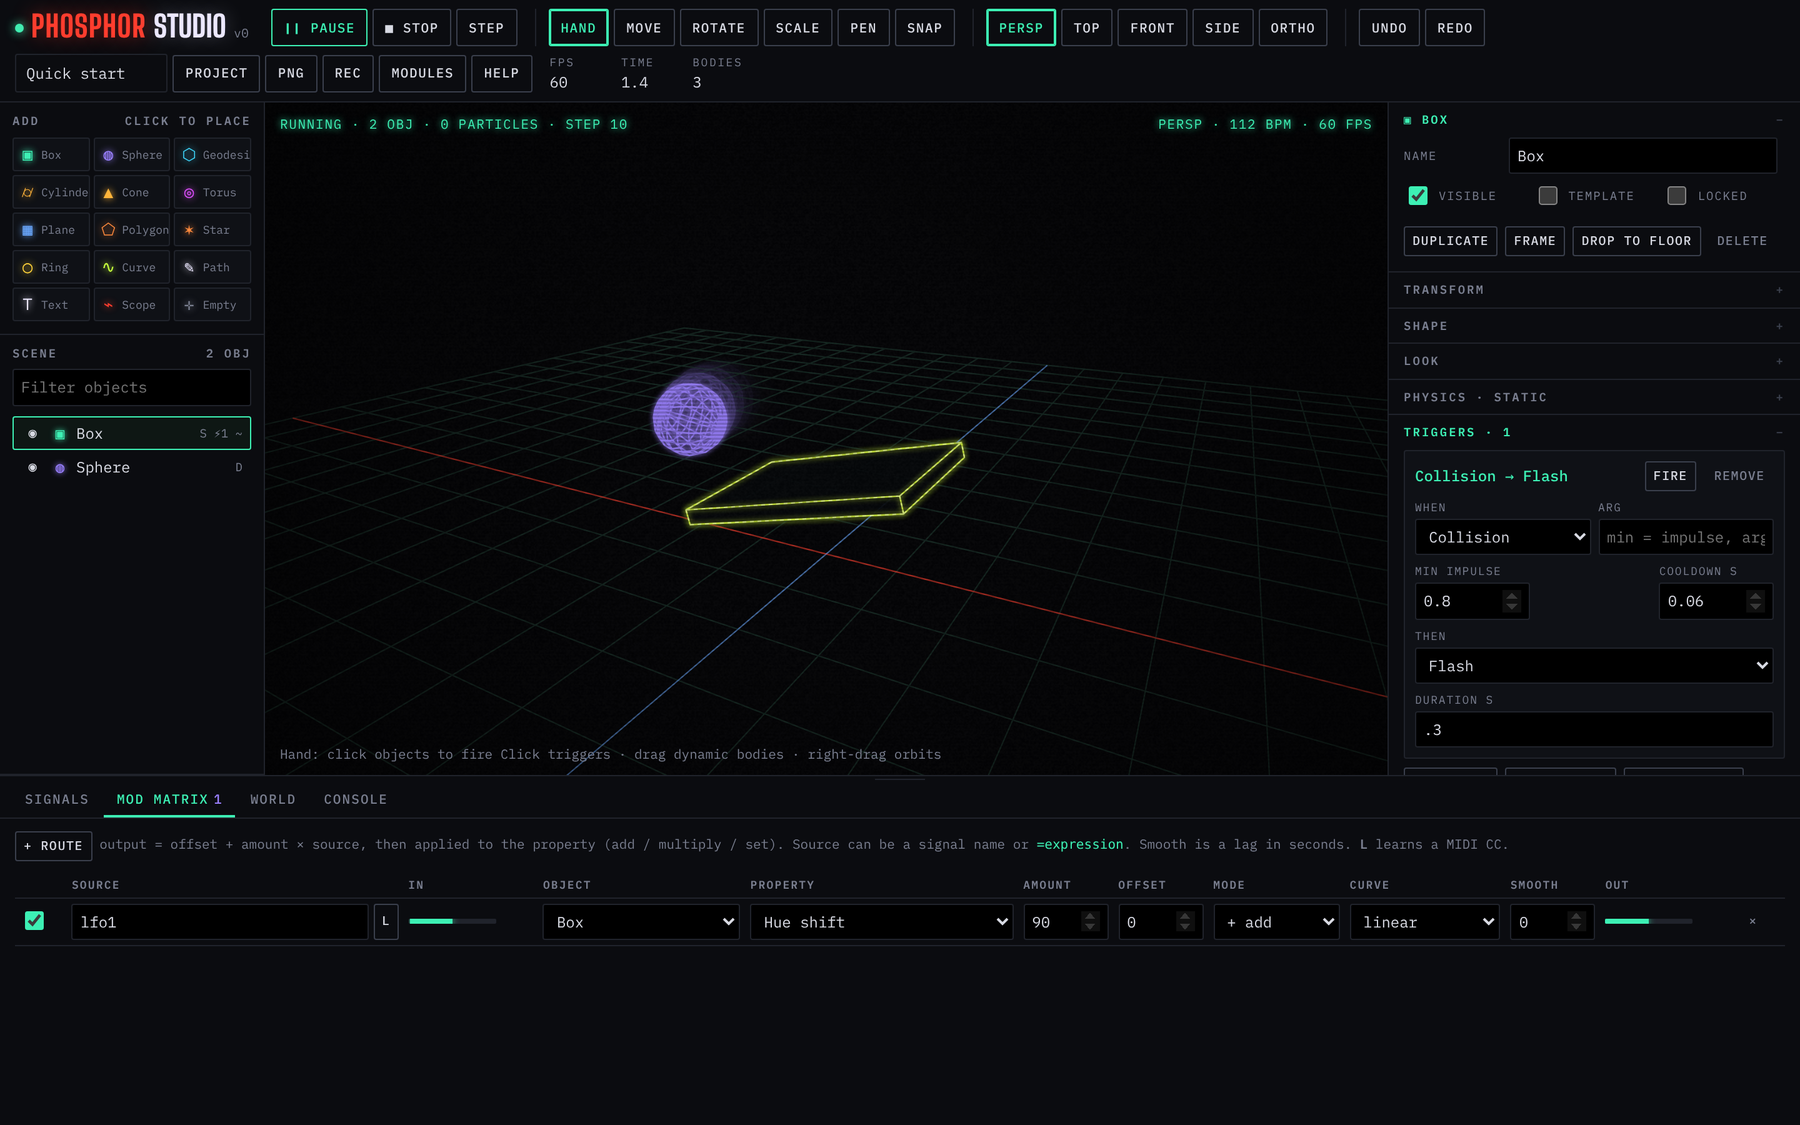 PHOSPHOR STUDIO v0
PAUSE STOP STEP HAND MOVE ROTATE SCALE PEN SNAP PERSP TOP FRONT SIDE ORTHO UNDO REDO
Quick start PROJECT PNG REC MODULES HELP
FPS TIME BODIES
60 1.4 3
ADD CLICK TO PLACE
Box Sphere Geodesi
Cylinde Cone Torus
Plane Polygon Star
Ring Curve Path
T Text Scope Empty
SCENE 2 OBJ
Filter objects
Box S ⚡1 ~
Sphere D
RUNNING · 2 OBJ · 0 PARTICLES · STEP 10
PERSP · 112 BPM · 60 FPS
Hand: click objects to fire Click triggers · drag dynamic bodies · right-drag orbits
BOX −
NAME Box
VISIBLE TEMPLATE LOCKED
DUPLICATE FRAME DROP TO FLOOR DELETE
TRANSFORM +
SHAPE +
LOOK +
PHYSICS · STATIC +
TRIGGERS · 1 −
Collision → Flash FIRE REMOVE
WHEN ARG
Collision min = impulse, arg
MIN IMPULSE COOLDOWN S
0.8 0.06
THEN
Flash
DURATION S
.3
SIGNALS MOD MATRIX 1 WORLD CONSOLE
+ ROUTE output = offset + amount × source, then applied to the property (add / multiply / set). Source can be a signal name or =expression. Smooth is a lag in seconds. L learns a MIDI CC.
SOURCE IN OBJECT PROPERTY AMOUNT OFFSET MODE CURVE SMOOTH OUT
lfo1 L Box Hue shift 90 0 + add linear 0 ×